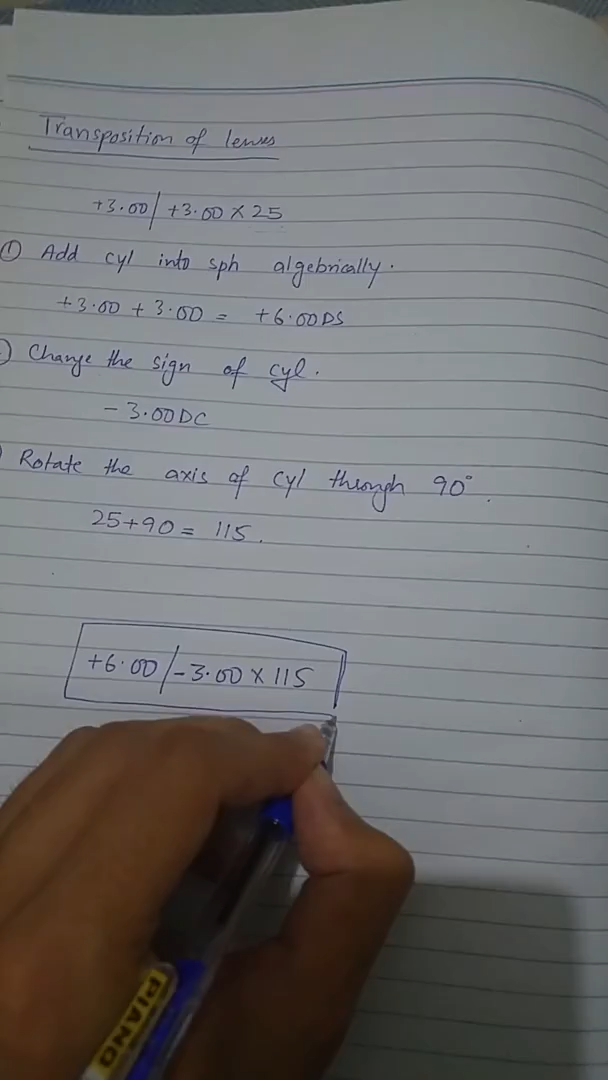 Transposition of lenses
+3.00/+3.00 × 25
① Add cyl into sph algebrically.
+3.00 + 3.00 = +6.00DS
) Change the sign of cyl.
-3.00DC
) Rotate the axis of cyl through 90°.
25+90 = 115.
+6.00/-3.00 × 115
PIANO